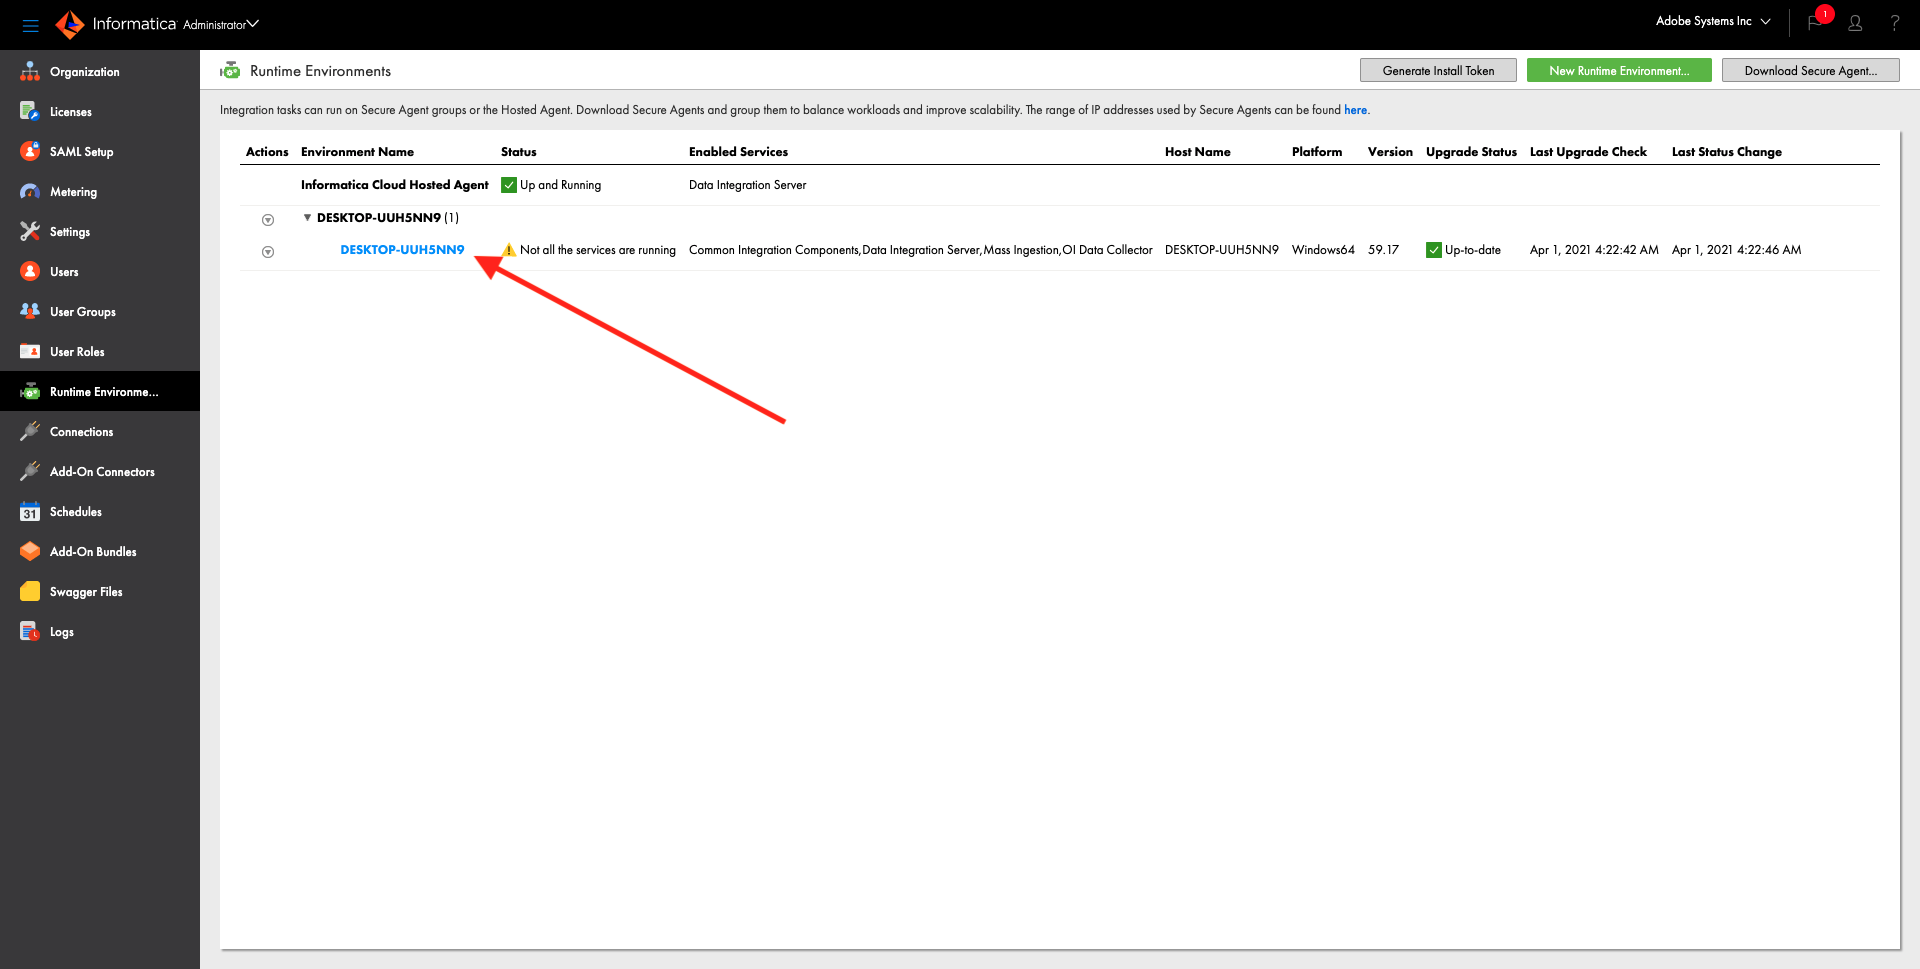 Informatica Administrator
Adobe Systems Inc
1
?
Organization
Licenses
SAML Setup
Metering
Settings
Users
User Groups
User Roles
Runtime Environme...
Connections
Add-On Connectors
31
Schedules
Add-On Bundles
Swagger Files
Logs
Runtime Environments
Generate Install Token
New Runtime Environment...
Download Secure Agent...
Integration tasks can run on Secure Agent groups or the Hosted Agent. Download Secure Agents and group them to balance workloads and improve scalability. The range of IP addresses used by Secure Agents can be found here.
Actions Environment Name Status Enabled Services Host Name Platform Version Upgrade Status Last Upgrade Check Last Status Change
Informatica Cloud Hosted Agent Up and Running Data Integration Server
DESKTOP-UUH5NN9 (1)
DESKTOP-UUH5NN9 Not all the services are running Common Integration Components,Data Integration Server,Mass Ingestion,OI Data Collector DESKTOP-UUH5NN9 Windows64 59.17 Up-to-date Apr 1, 2021 4:22:42 AM Apr 1, 2021 4:22:46 AM